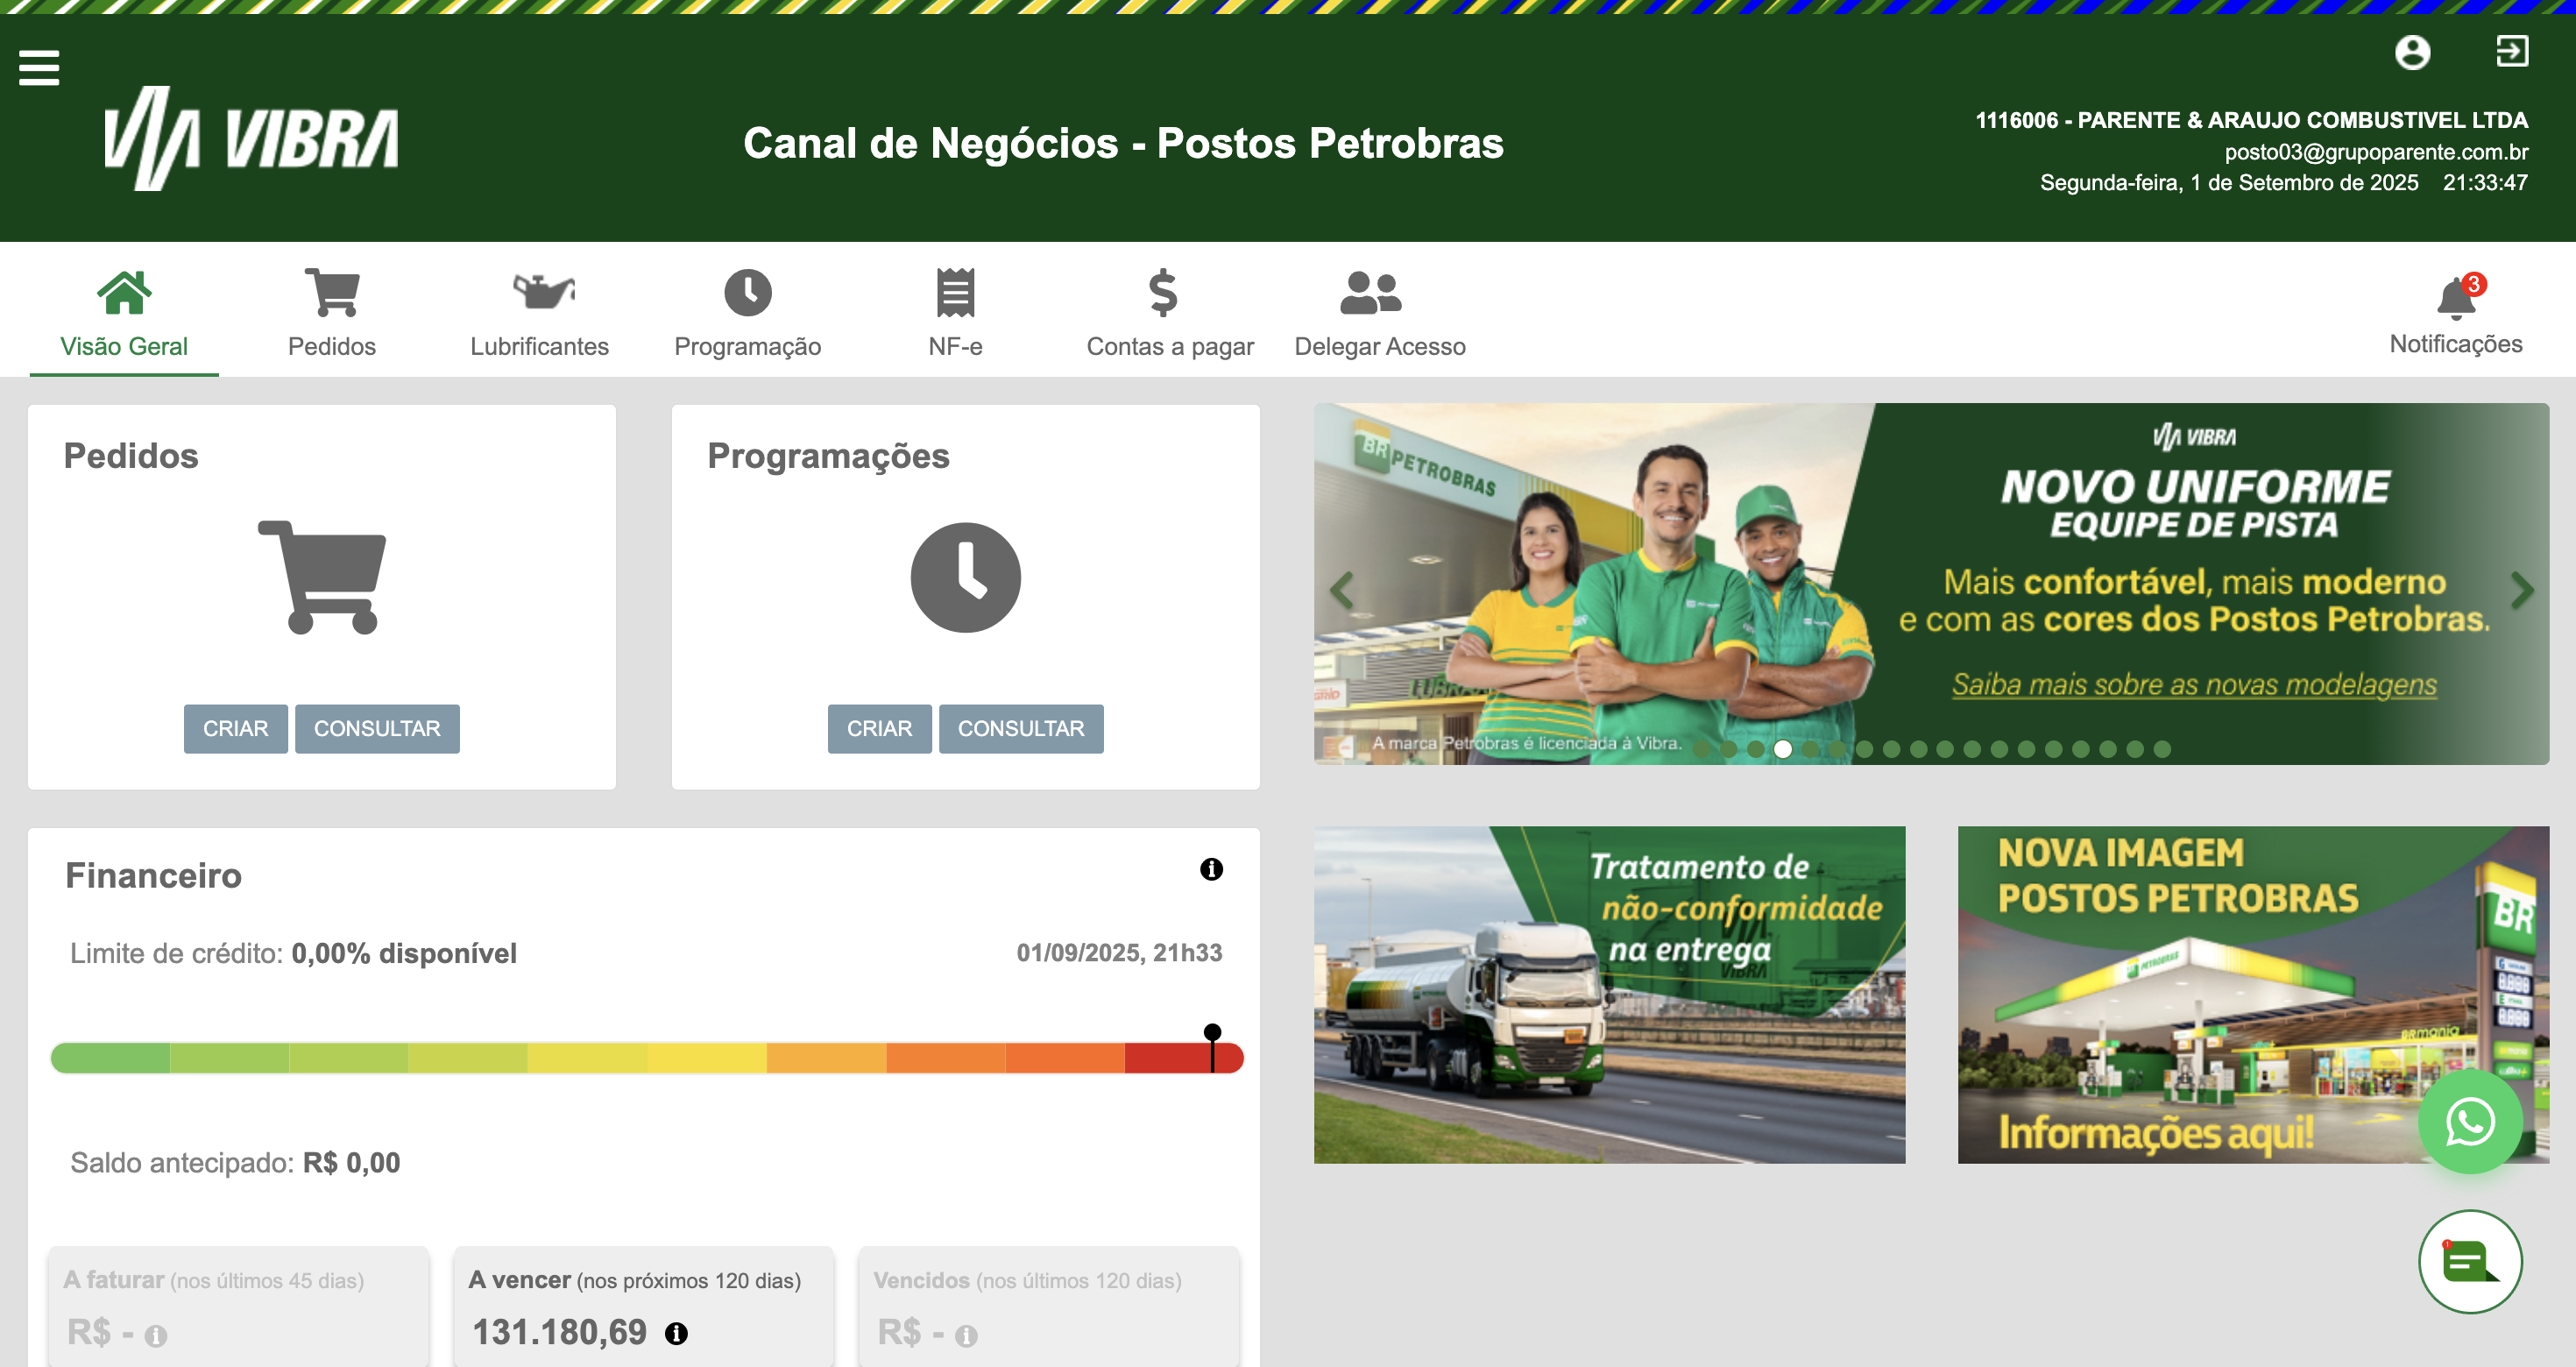 VIBRA
Canal de Negócios - Postos Petrobras
1116006 - PARENTE & ARAUJO COMBUSTIVEL LTDA
posto03@grupoparente.com.br
Segunda-feira, 1 de Setembro de 2025 21:33:47
Visão Geral
Pedidos
Lubrificantes
Programação
NF-e
Contas a pagar
Delegar Acesso
3
Notificações
Pedidos
CRIAR
CONSULTAR
Programações
CRIAR
CONSULTAR
BR PETROBRAS
VIBRA
NOVO UNIFORME
EQUIPE DE PISTA
Mais confortável, mais moderno
e com as cores dos Postos Petrobras.
Saiba mais sobre as novas modelagens
A marca Petrobras é licenciada à Vibra.
Financeiro
Limite de crédito: 0,00% disponível
01/09/2025, 21h33
Saldo antecipado: R$ 0,00
A faturar (nos últimos 45 dias)
R$ -
A vencer (nos próximos 120 dias)
131.180,69
Vencidos (nos últimos 120 dias)
R$ -
Tratamento de
não-conformidade
na entrega
VIBRA
NOVA IMAGEM
POSTOS PETROBRAS
BR
PETROBRAS
BRmania
Informações aqui!